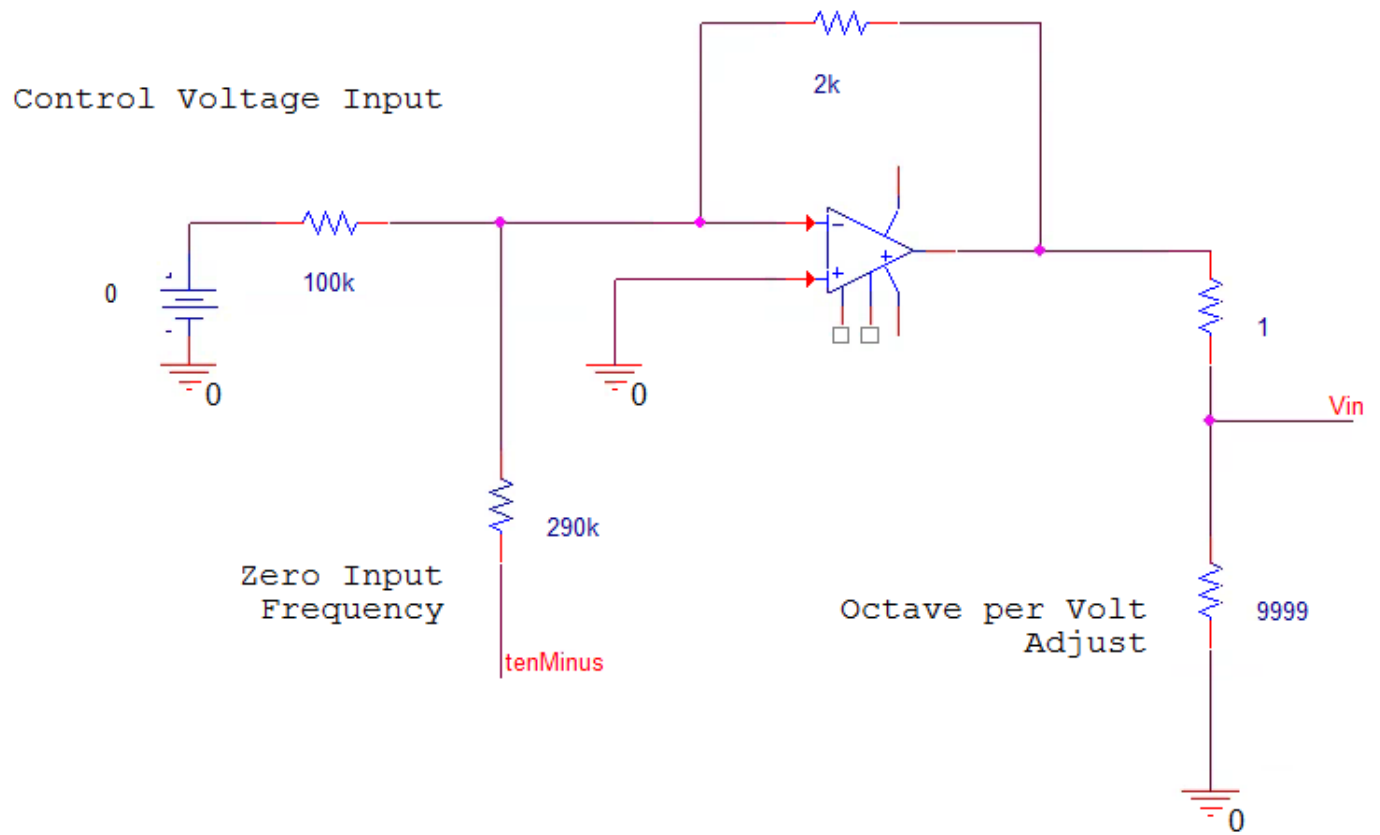 2k
Control Voltage Input
100k
0
0
0
1
Vin
290k
Zero Input
Frequency
tenMinus
Octave per Volt
Adjust
9999
0